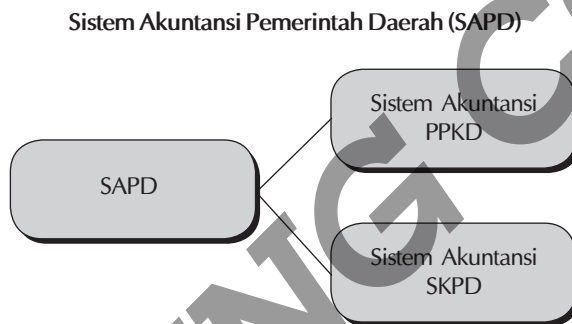 Sistem Akuntansi Pemerintah Daerah (SAPD)
Sistem Akuntansi
PPKD
SAPD
Sistem Akuntansi
SKPD